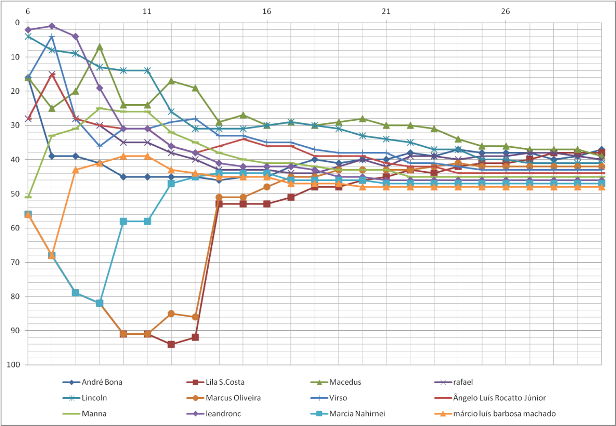 6 11 16 21 26
0
10
20
30
40
50
60
70
80
90
100
André Bona Lila S.Costa Macedus rafael
Lincoln Marcus Oliveira Virso Ângelo Luis Rocatto Júnior
Manna leandronc Marcia Nahirnei márcio luís barbosa machado